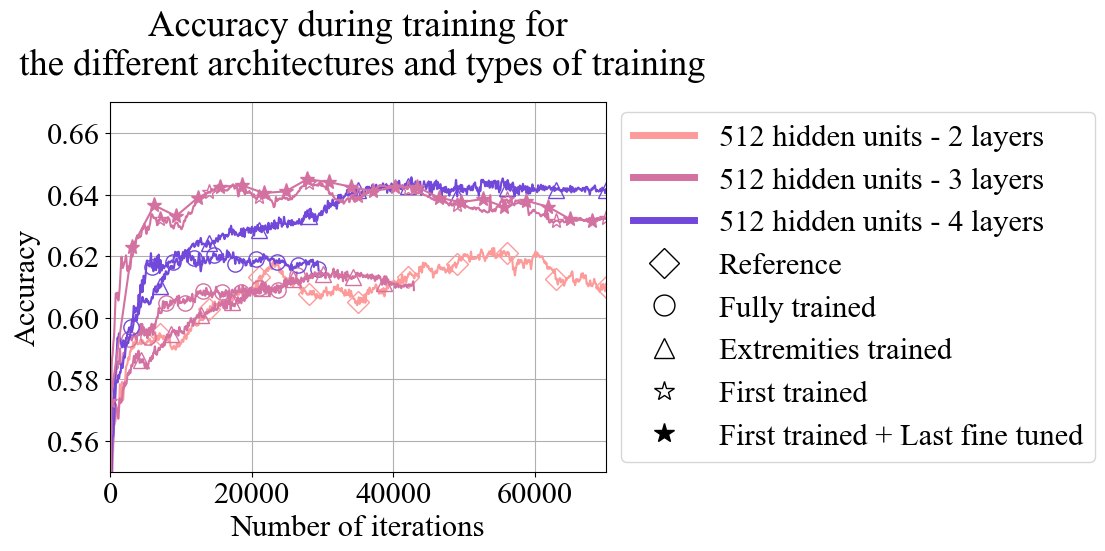 Accuracy during training for
the different architectures and types of training
0.66
0.64
0.62
0.60
0.58
0.56
Accuracy
0
20000
40000
60000
Number of iterations
512 hidden units - 2 layers
512 hidden units - 3 layers
512 hidden units - 4 layers
Reference
Fully trained
Extremities trained
First trained
First trained + Last fine tuned